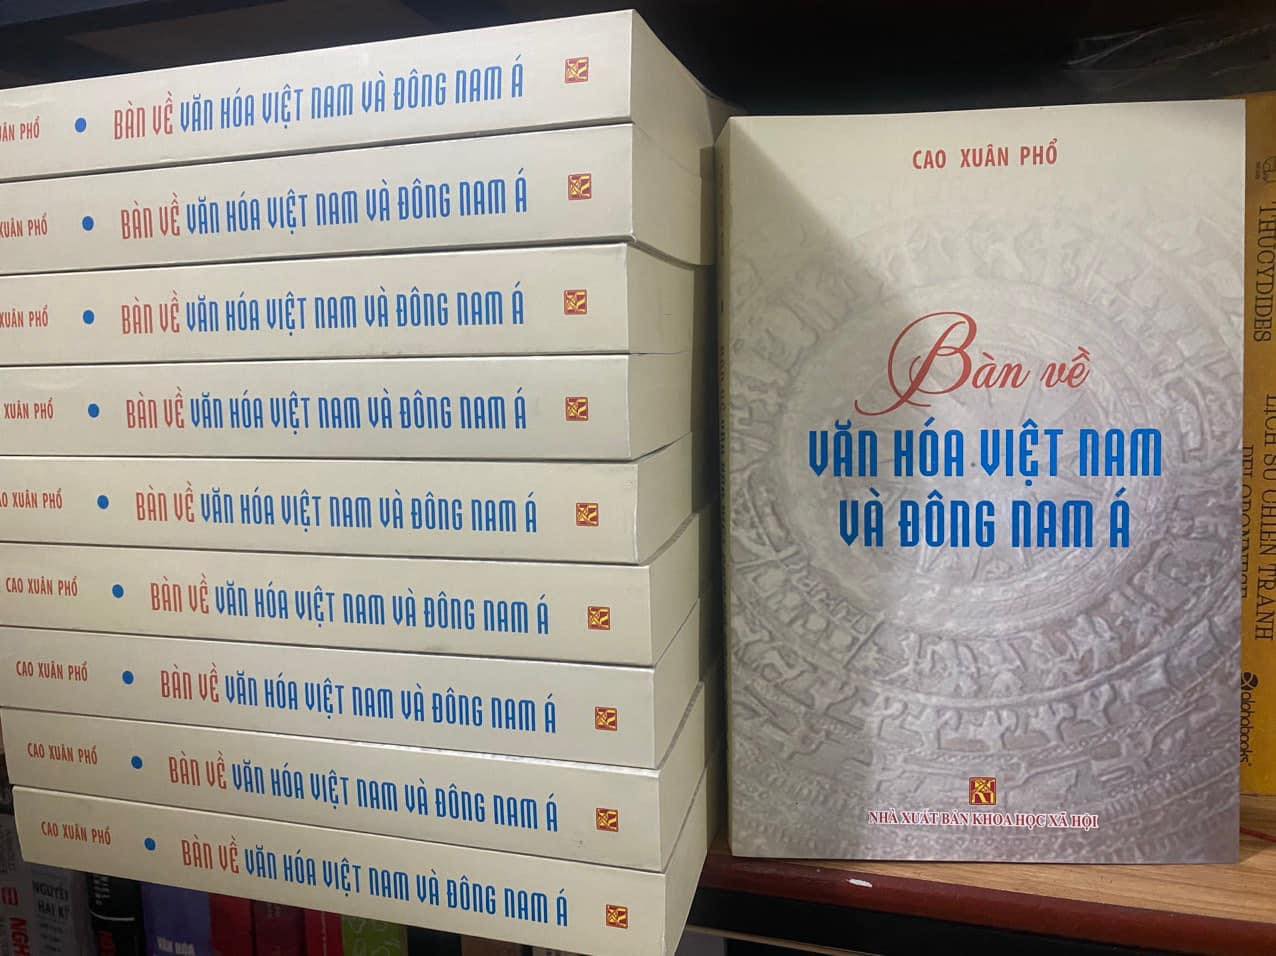 XUÂN PHỔ • BÀN VỀ VĂN HÓA VIỆT NAM VÀ ĐÔNG NAM Á
XUÂN PHỔ • BÀN VỀ VĂN HÓA VIỆT NAM VÀ ĐÔNG NAM Á
XUÂN PHỔ • BÀN VỀ VĂN HÓA VIỆT NAM VÀ ĐÔNG NAM Á
XUÂN PHỔ • BÀN VỀ VĂN HÓA VIỆT NAM VÀ ĐÔNG NAM Á
CAO XUÂN PHỔ • BÀN VỀ VĂN HÓA VIỆT NAM VÀ ĐÔNG NAM Á
CAO XUÂN PHỔ • BÀN VỀ VĂN HÓA VIỆT NAM VÀ ĐÔNG NAM Á
CAO XUÂN PHỔ • BÀN VỀ VĂN HÓA VIỆT NAM VÀ ĐÔNG NAM Á
CAO XUÂN PHỔ • BÀN VỀ VĂN HÓA VIỆT NAM VÀ ĐÔNG NAM Á
CAO XUÂN PHỔ • BÀN VỀ VĂN HÓA VIỆT NAM VÀ ĐÔNG NAM Á
CAO XUÂN PHỔ
Bàn về
VĂN HÓA VIỆT NAM
VÀ ĐÔNG NAM Á
NHÀ XUẤT BẢN KHOA HỌC XÃ HỘI
THUCYDIDES
LỊCH SỬ CHIẾN TRANH
alphabooks
VĂN HÓA